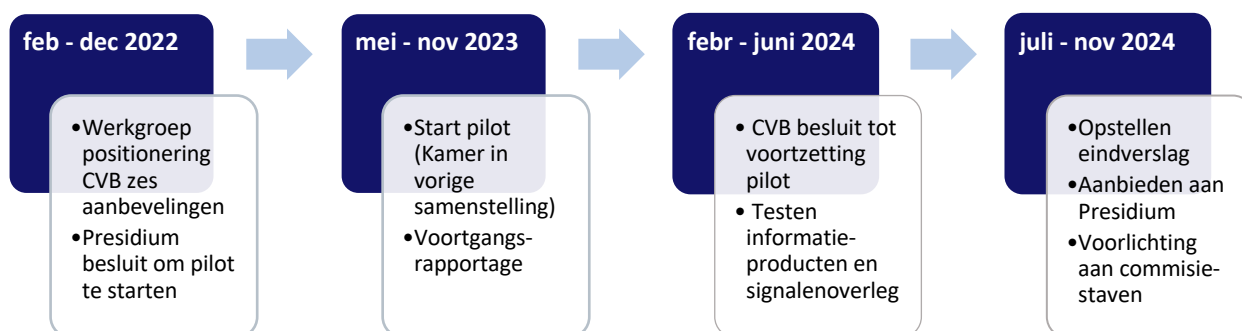 feb - dec 2022
•Werkgroep
positionering
CVB zes
aanbevelingen
•Presidium
besluit om pilot
te starten
mei - nov 2023
•Start pilot
(Kamer in
vorige
samenstelling)
•Voortgangs-
rapportage
febr - juni 2024
• CVB besluit tot
voortzetting
pilot
• Testen
informatie-
producten en
signalenoverleg
juli - nov 2024
•Opstellen
eindverslag
•Aanbieden aan
Presidium
•Voorlichting
aan commisie-
staven